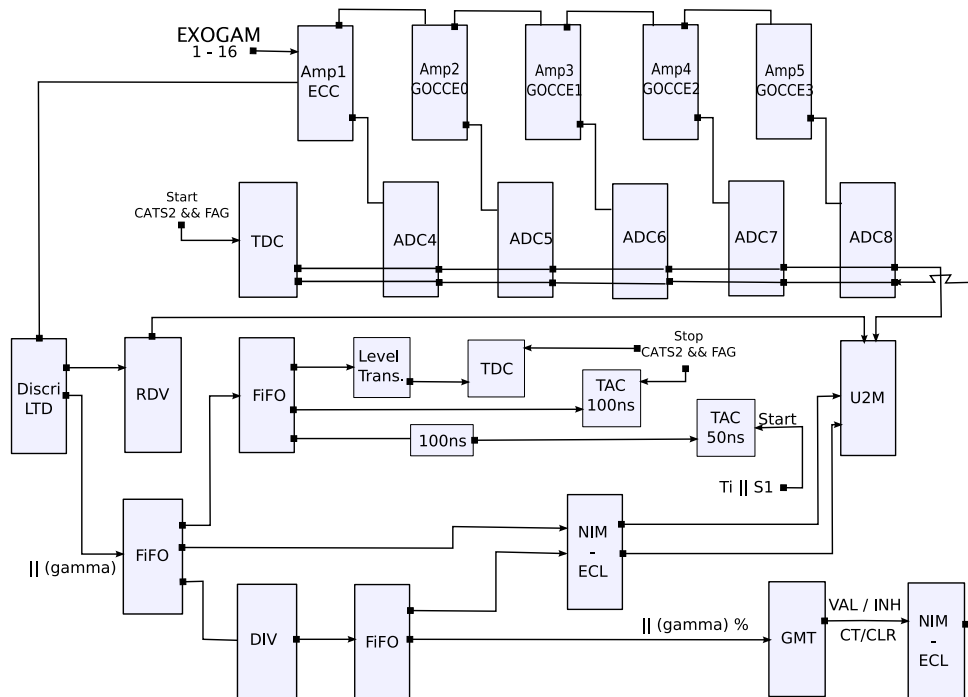 EXOGAM
1 - 16
Amp1
ECC
Amp2
GOCCE0
Amp3
GOCCE1
Amp4
GOCCE2
Amp5
GOCCE3
Start
CATS2 && FAG
TDC
ADC4
ADC5
ADC6
ADC7
ADC8
Discri
LTD
RDV
FiFO
Level
Trans.
TDC
Stop
CATS2 && FAG
TAC
100ns
100ns
TAC
50ns
Start
U2M
Ti || S1
|| (gamma)
FiFO
NIM
-
ECL
DIV
FiFO
|| (gamma) %
GMT
VAL / INH
CT/CLR
NIM
-
ECL